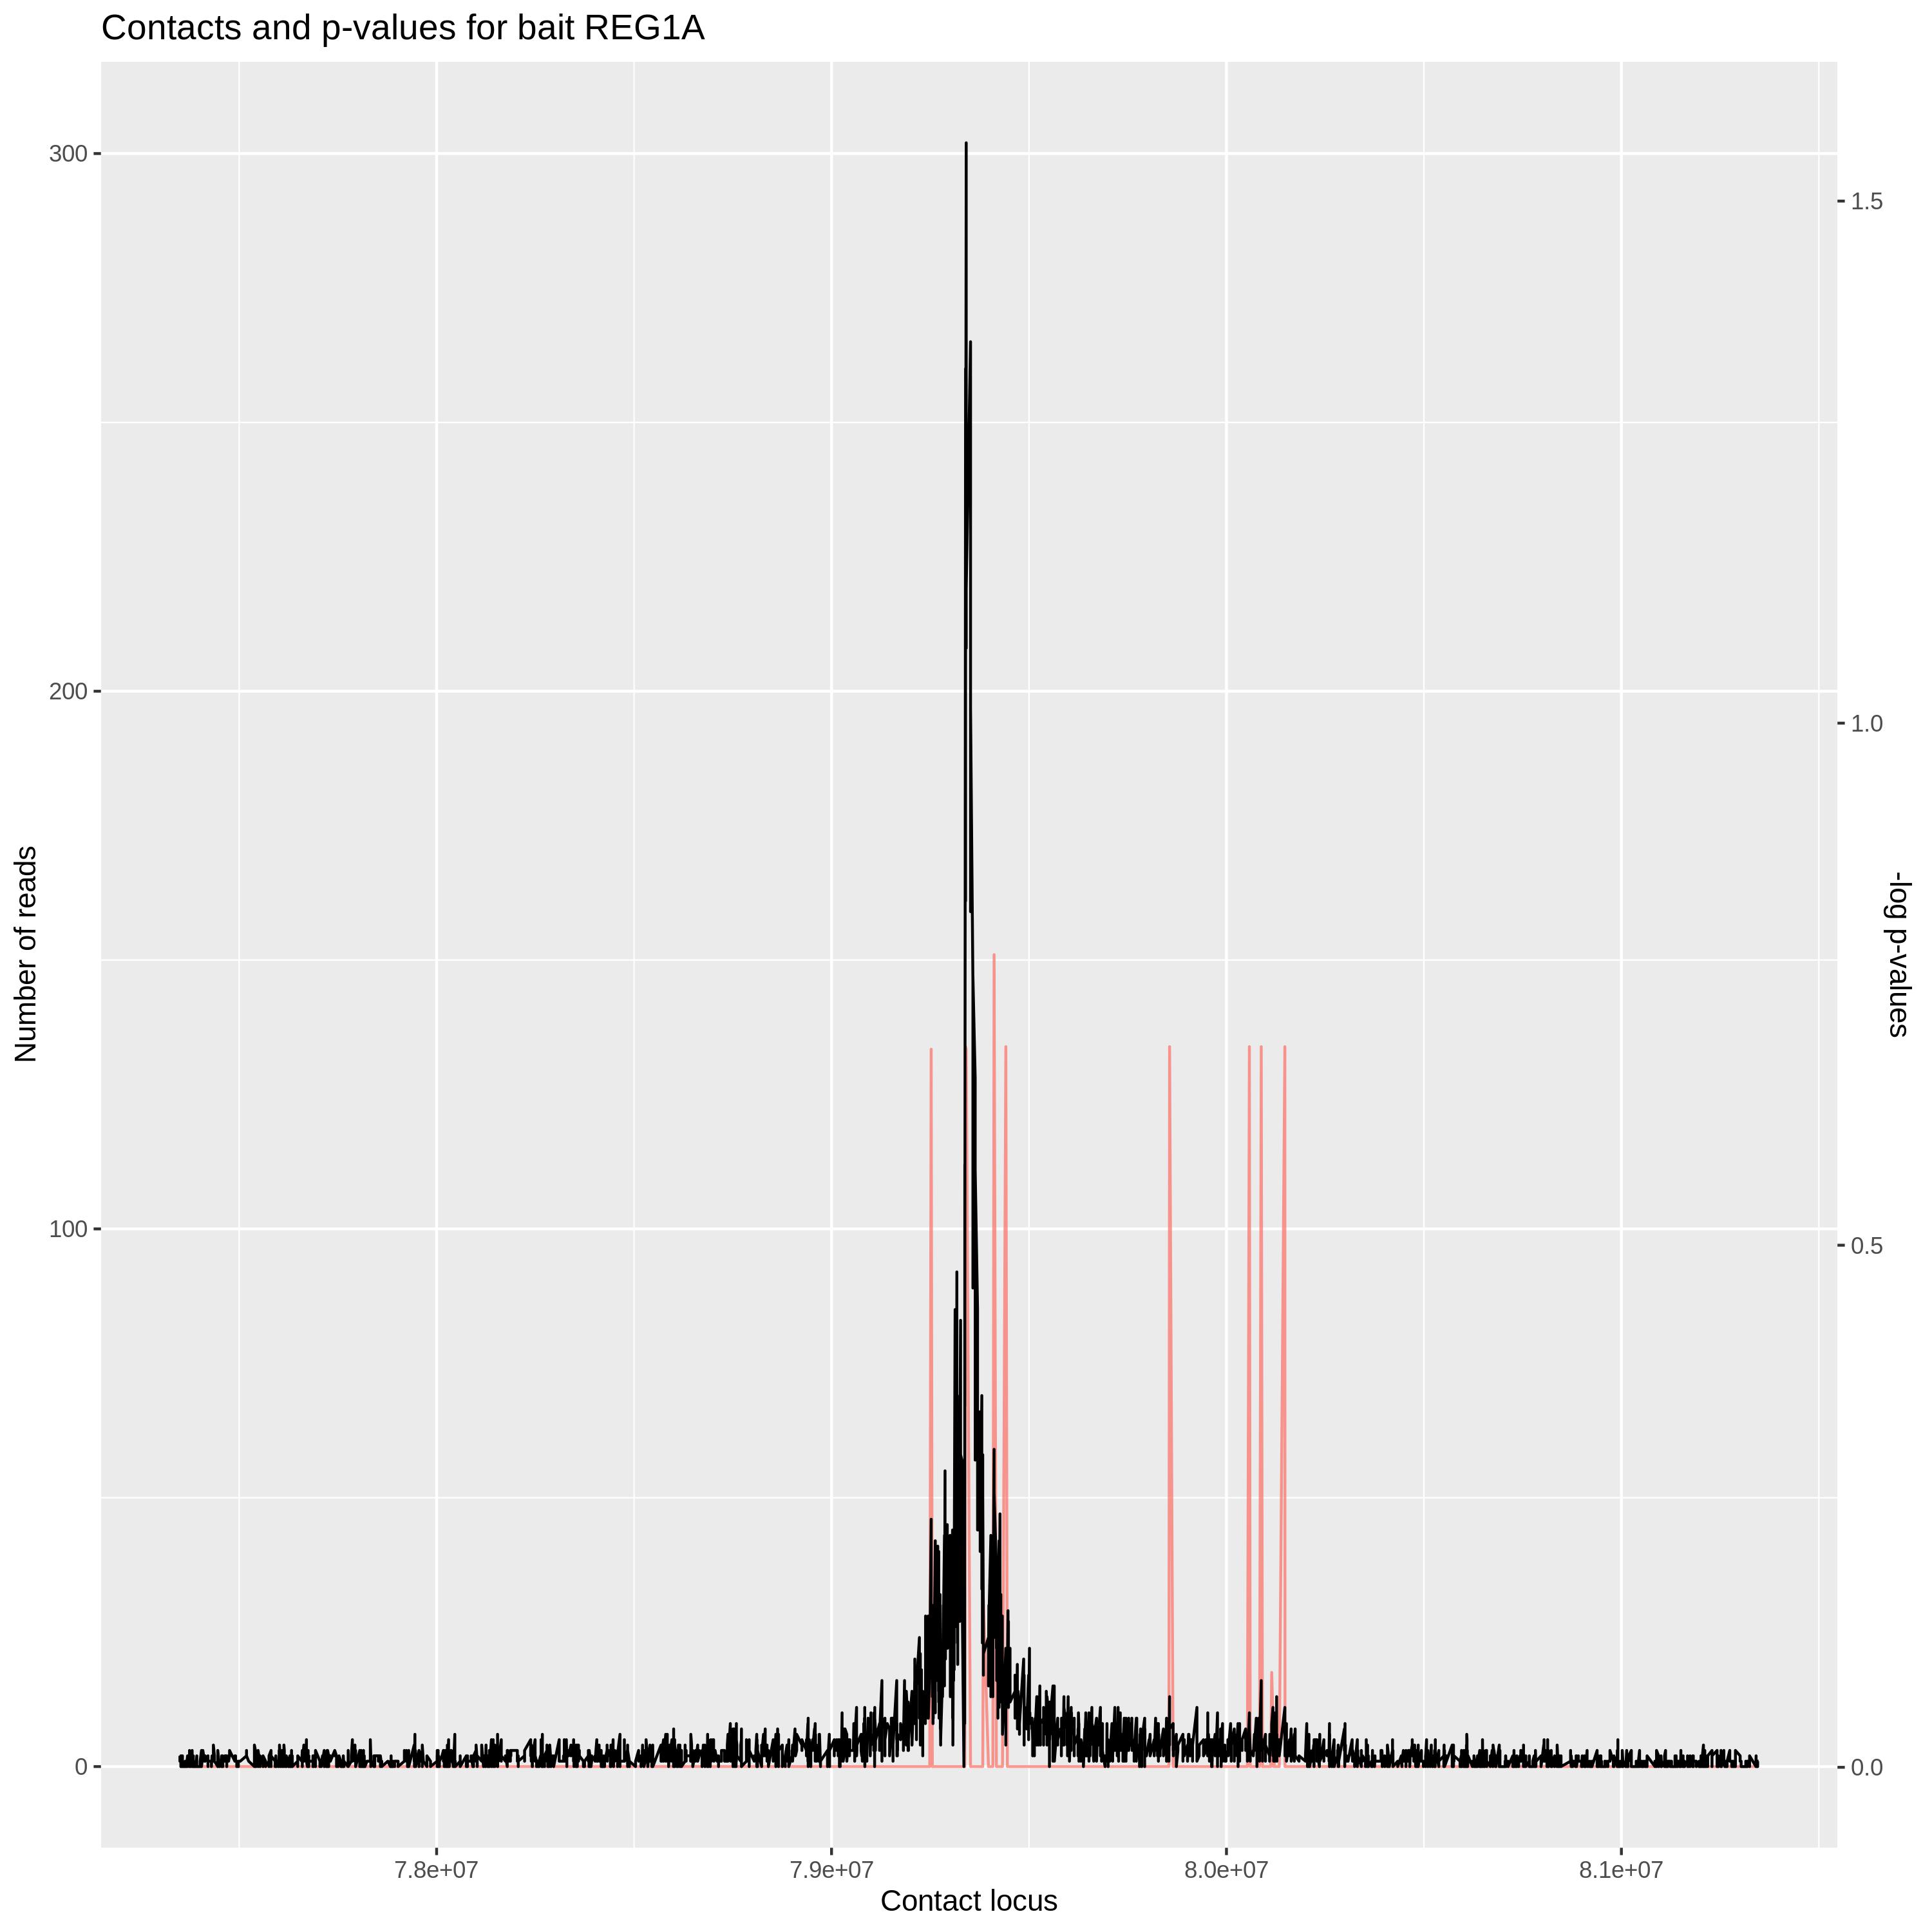 Contacts and p-values for bait REG1A
300
200
100
0
Number of reads
1.5
1.0
0.5
0.0
-log p-values
7.8e+07
7.9e+07
8.0e+07
8.1e+07
Contact locus